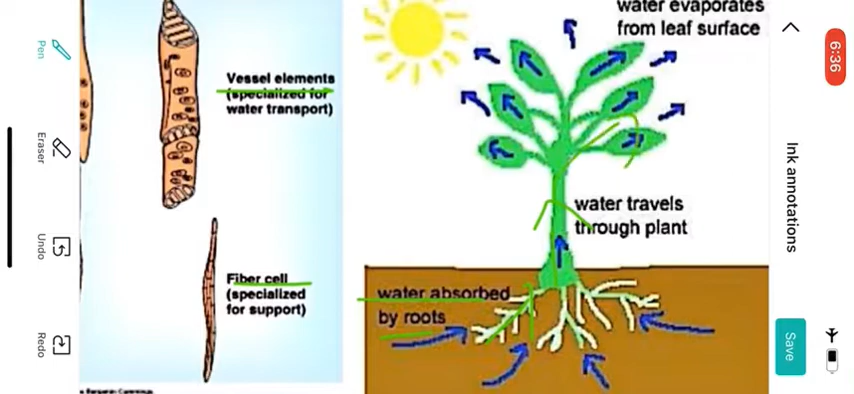 Vessel elements
(specialized for
water transport)
Fiber cell
(specialized
for support)
water evaporates
from leaf surface
water travels
through plant
water absorbed
by roots
6:36
Ink annotations
Save
Pen
Eraser
Undo
Redo